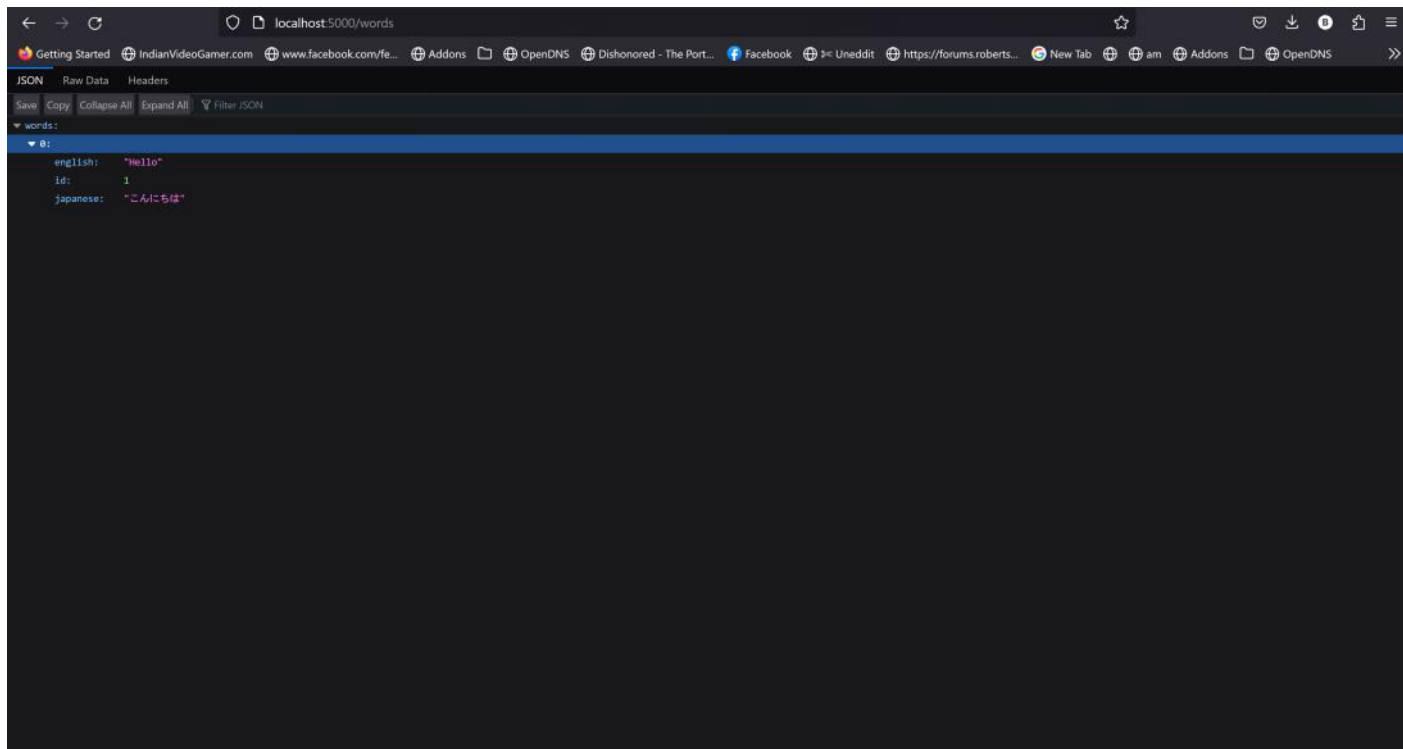 localhost:5000/words
Getting Started IndianVideoGamer.com www.facebook.com/fe... Addons OpenDNS Dishonored - The Port... Facebook Uneddit https://forums.roberts... New Tab am Addons OpenDNS
JSON Raw Data Headers
Save Copy Collapse All Expand All Filter JSON
words:
0:
english: "Hello"
id: 1
japanese: "こんにちは"